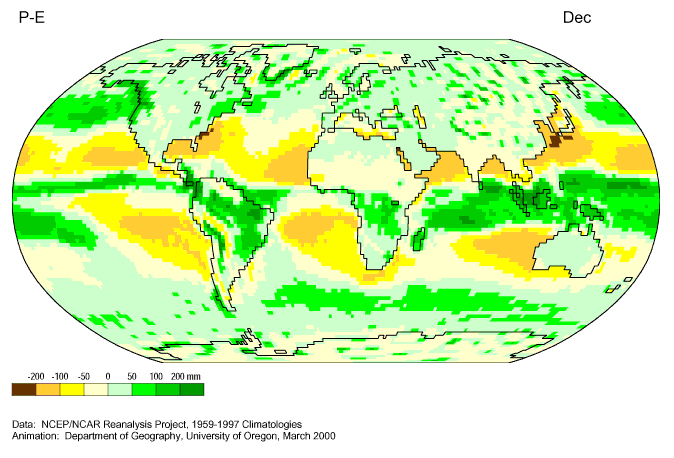 P-E Dec
-200 -100 -50 0 50 100 200 mm
Data: NCEP/NCAR Reanalysis Project, 1959-1997 Climatologies
Animation: Department of Geography, University of Oregon, March 2000